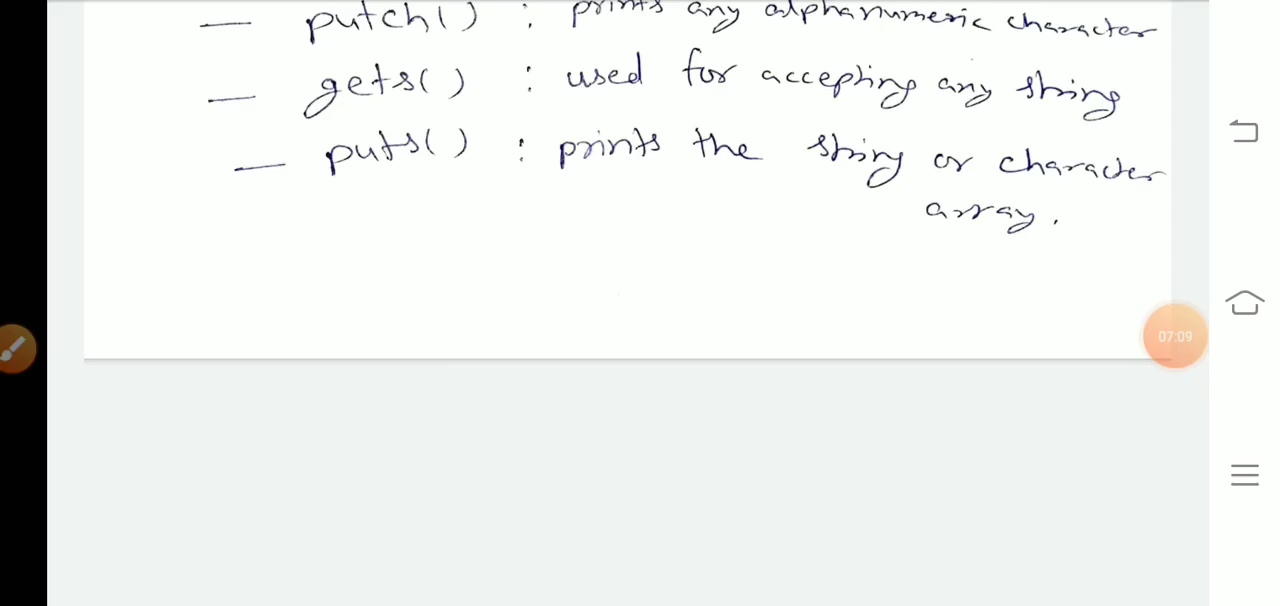 — putch() : prints any alphanumeric character
— gets() : used for accepting any string
— puts() : prints the string or character
array.
07:09